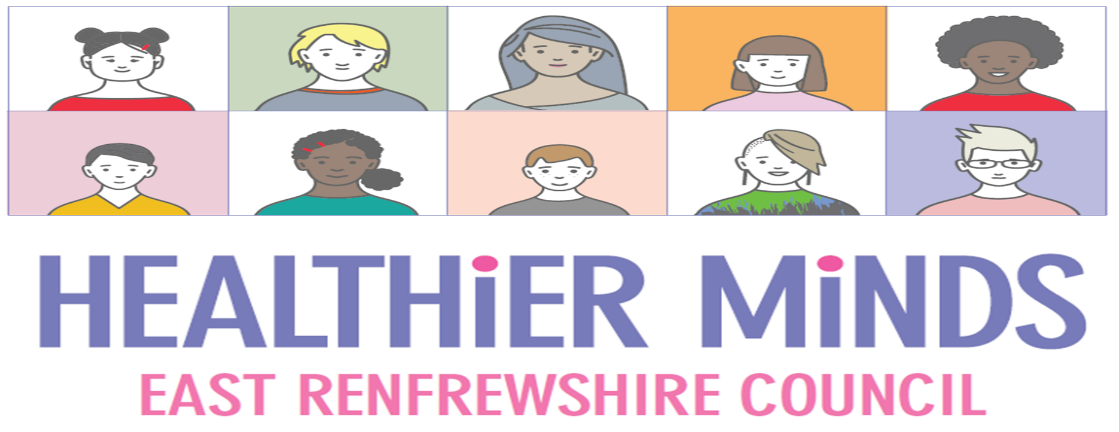 HEALTHiER MiNDS
EAST RENFREWSHIRE COUNCIL